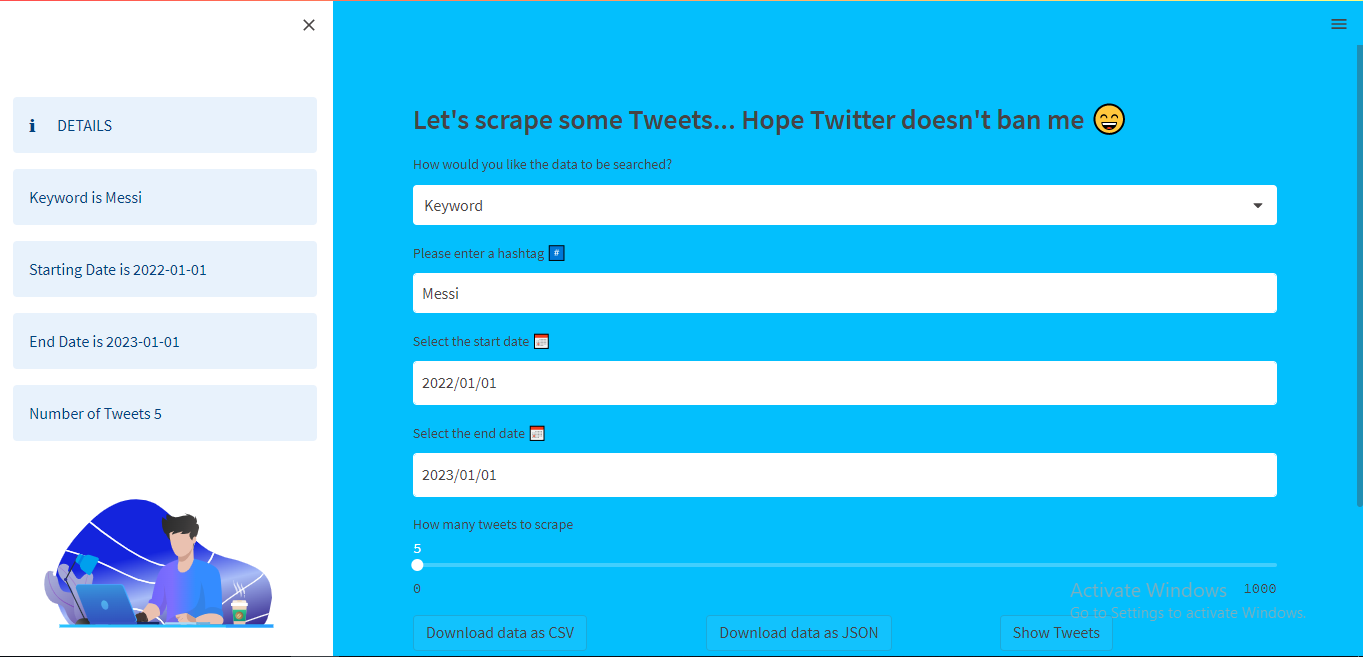 DETAILS
Keyword is Messi
Starting Date is 2022-01-01
End Date is 2023-01-01
Number of Tweets 5
Let's scrape some Tweets... Hope Twitter doesn't ban me 😄
How would you like the data to be searched?
Keyword
Please enter a hashtag #️⃣
Messi
Select the start date 📅
2022/01/01
Select the end date 📅
2023/01/01
How many tweets to scrape
5
0 1000
Activate Windows
Go to Settings to activate Windows.
Download data as CSV Download data as JSON Show Tweets